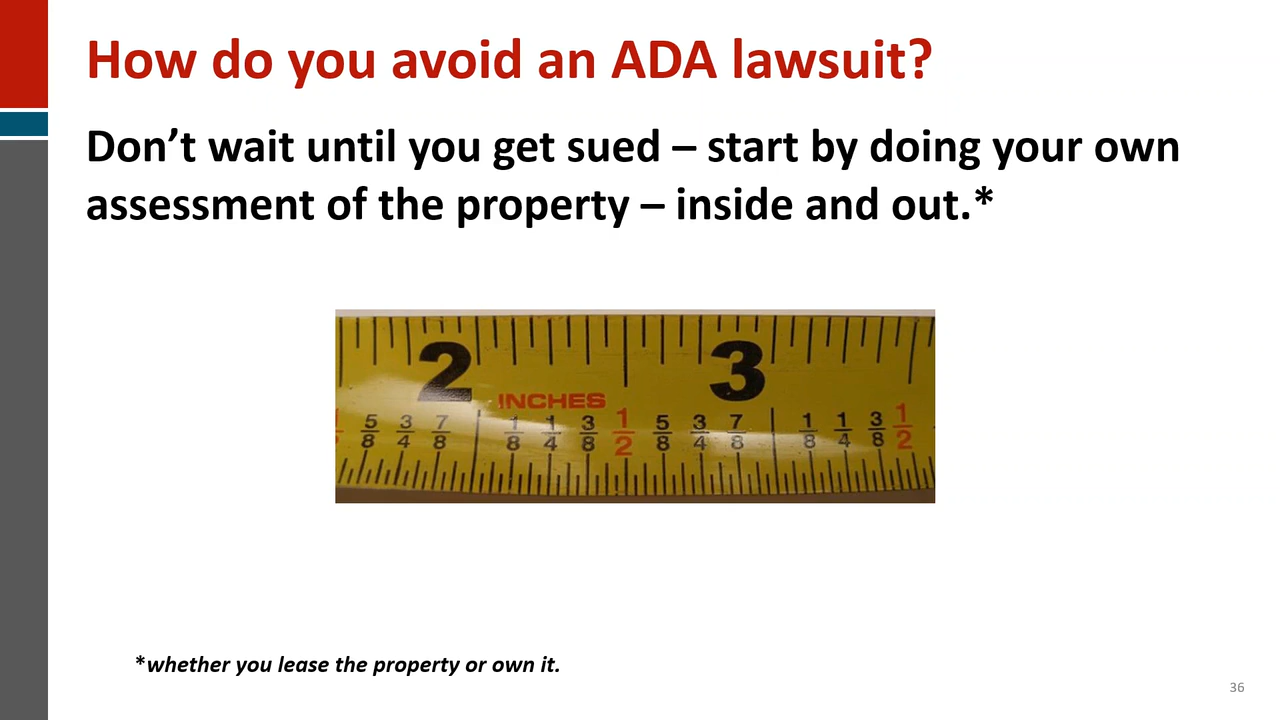 How do you avoid an ADA lawsuit?
Don’t wait until you get sued – start by doing your own
assessment of the property – inside and out.*
2 3
INCHES
5/8 3/4 7/8 1/8 1/4 3/8 1/2 5/8 3/4 7/8 1/8 1/4 3/8 1/2
*whether you lease the property or own it.
36